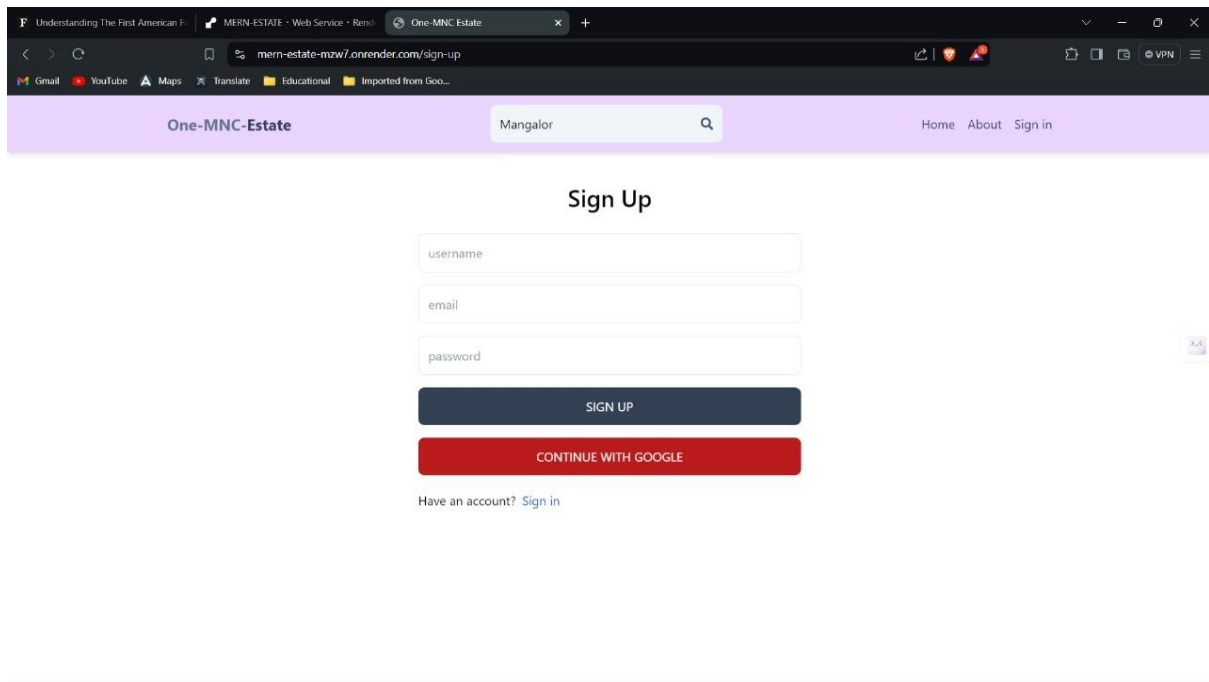 Understanding The First American Fi
MERN-ESTATE - Web Service - Rend
One-MNC Estate
mern-estate-mzw7.onrender.com/sign-up
VPN
Gmail YouTube Maps Translate Educational Imported from Goo...
One-MNC-Estate
Mangalor
Home About Sign in
Sign Up
username
email
password
SIGN UP
CONTINUE WITH GOOGLE
Have an account? Sign in